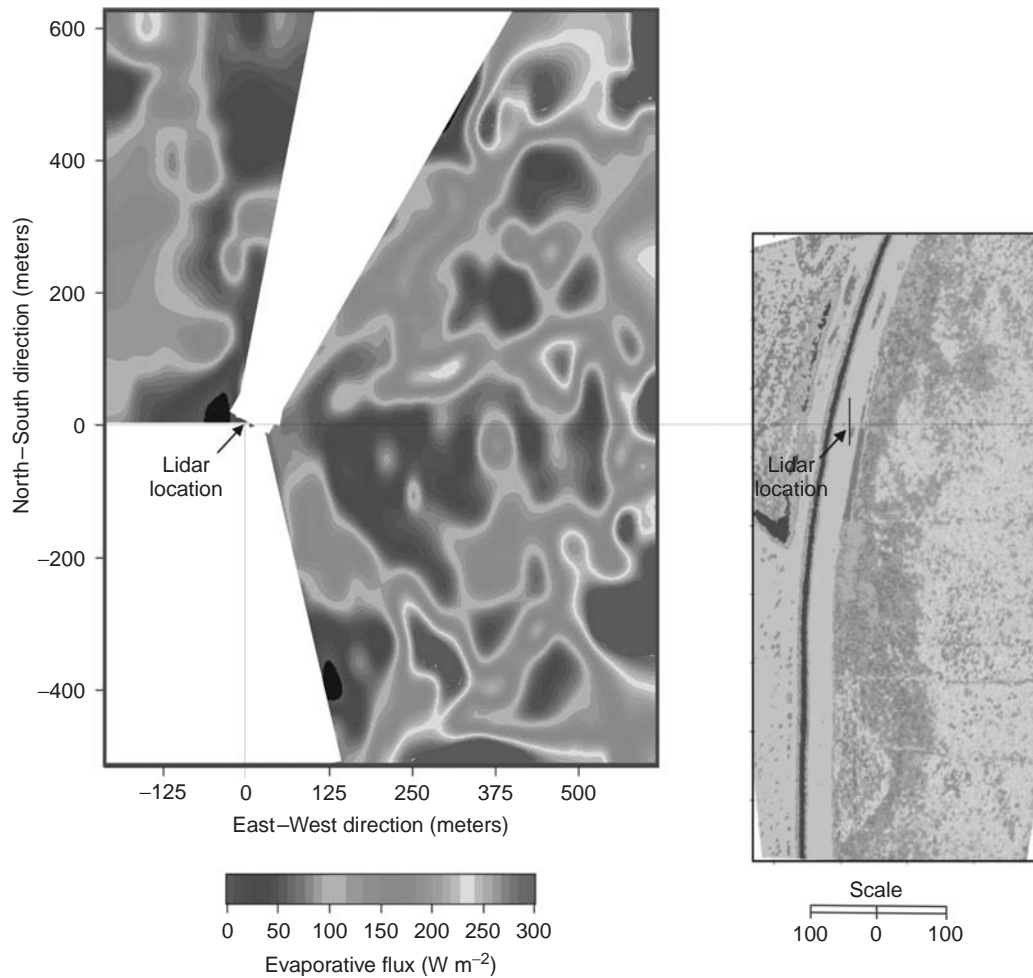 600
400
200
0
−200
−400
North–South direction (meters)
Lidar
location
−125 0 125 250 375 500
East–West direction (meters)
0 50 100 150 200 250 300
Evaporative flux (W m⁻²)
Lidar
location
Scale
100 0 100